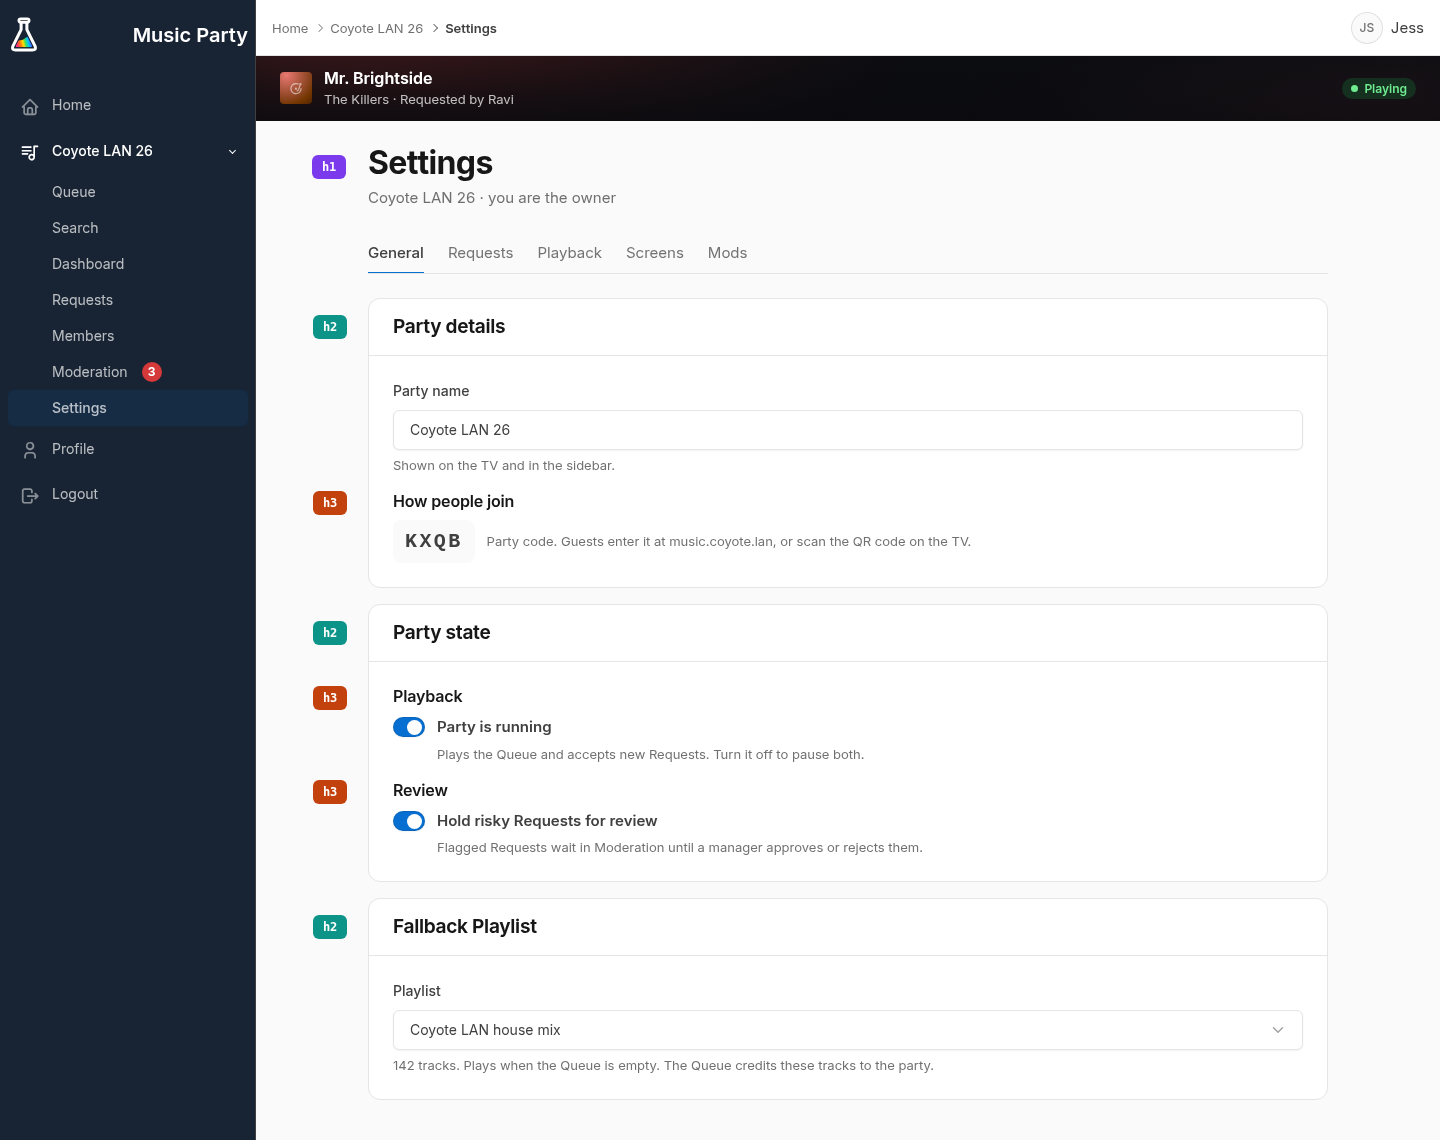 Music Party
Home
Coyote LAN 26
Queue
Search
Dashboard
Requests
Members
Moderation 3
Settings
Profile
Logout
Home Coyote LAN 26 Settings
JS Jess
Mr. Brightside
The Killers · Requested by Ravi
Playing
h1 Settings
Coyote LAN 26 · you are the owner
General Requests Playback Screens Mods
h2 Party details
Party name
Coyote LAN 26
Shown on the TV and in the sidebar.
h3 How people join
KXQB Party code. Guests enter it at music.coyote.lan, or scan the QR code on the TV.
h2 Party state
h3 Playback
Party is running
Plays the Queue and accepts new Requests. Turn it off to pause both.
h3 Review
Hold risky Requests for review
Flagged Requests wait in Moderation until a manager approves or rejects them.
h2 Fallback Playlist
Playlist
Coyote LAN house mix
142 tracks. Plays when the Queue is empty. The Queue credits these tracks to the party.